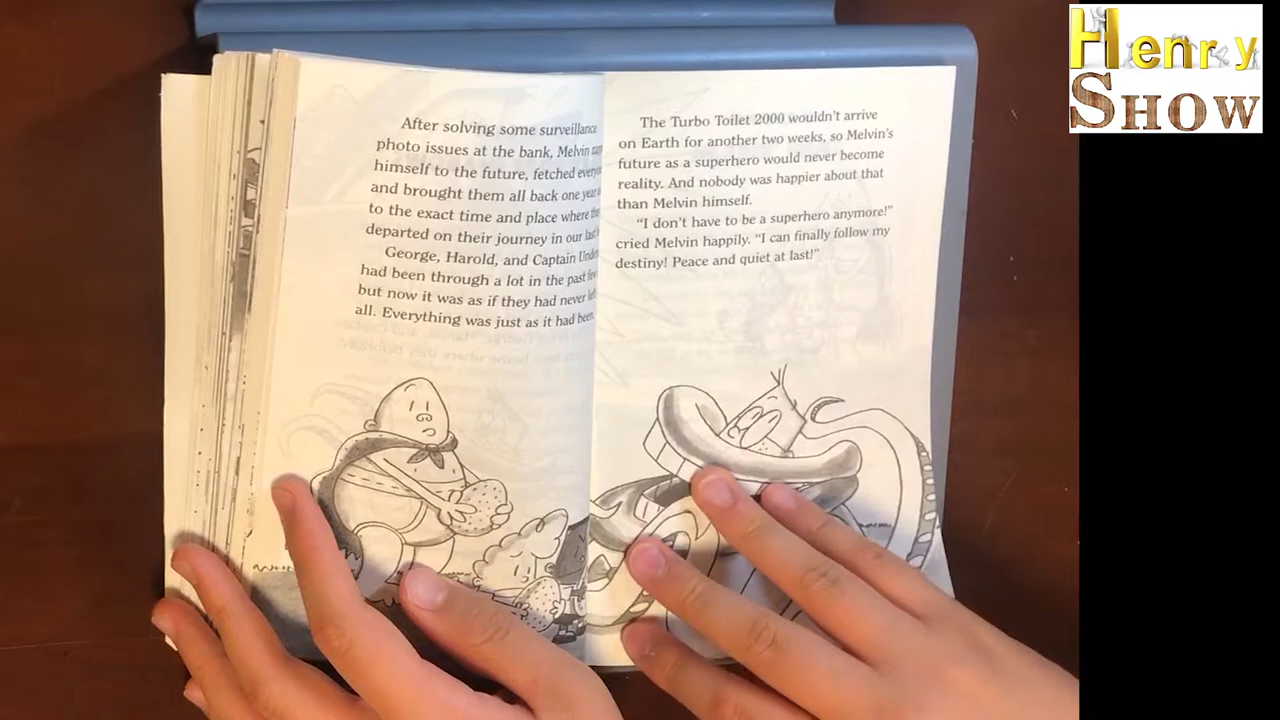 After solving some surveillance
photo issues at the bank, Melvin
himself to the future, fetched
and brought them all back one year
to the exact time and place where
departed on their journey in our last
George, Harold, and Captain
had been through a lot in the past
but now it was as if they had never
all. Everything was just as it had been.
The Turbo Toilet 2000 wouldn't arrive
on Earth for another two weeks, so Melvin's
future as a superhero would never become
reality. And nobody was happier about that
than Melvin himself.
"I don't have to be a superhero anymore!"
cried Melvin happily. "I can finally follow my
destiny! Peace and quiet at last!"
Henry
SHOW